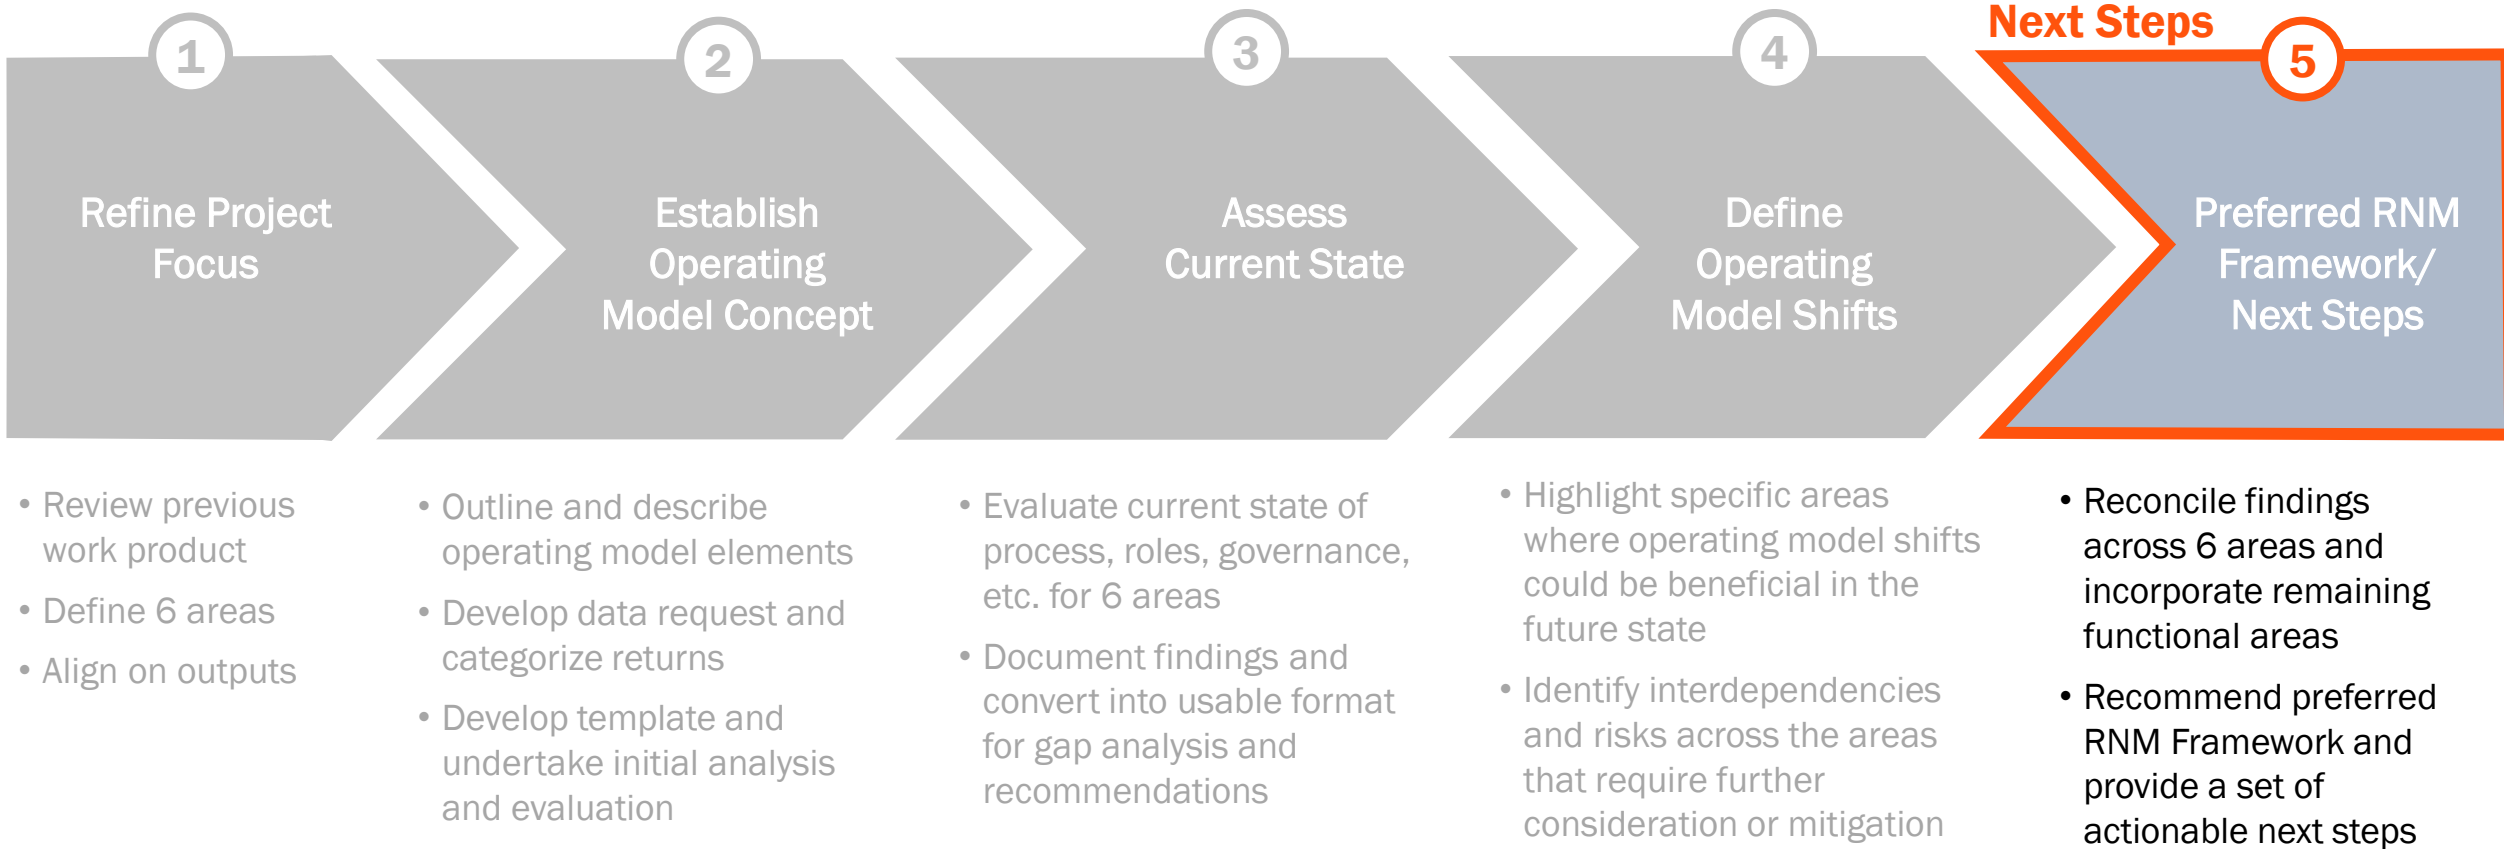 1
Refine Project
Focus
• Review previous
work product
• Define 6 areas
• Align on outputs
2
Establish
Operating
Model Concept
• Outline and describe
operating model elements
• Develop data request and
categorize returns
• Develop template and
undertake initial analysis
and evaluation
3
Assess
Current State
• Evaluate current state of
process, roles, governance,
etc. for 6 areas
• Document findings and
convert into usable format
for gap analysis and
recommendations
4
Define
Operating
Model Shifts
• Highlight specific areas
where operating model shifts
could be beneficial in the
future state
• Identify interdependencies
and risks across the areas
that require further
consideration or mitigation
Next Steps
5
Preferred RNM
Framework/
Next Steps
• Reconcile findings
across 6 areas and
incorporate remaining
functional areas
• Recommend preferred
RNM Framework and
provide a set of
actionable next steps